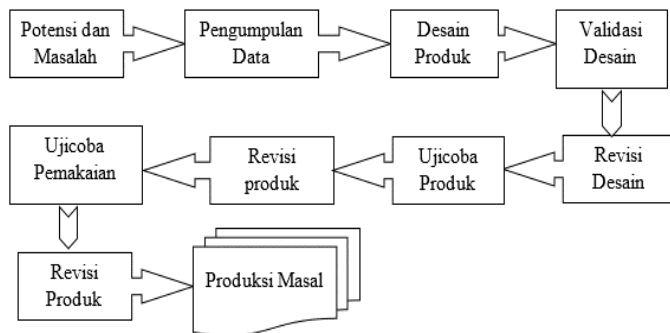 Potensi dan
Masalah
Pengumpulan
Data
Desain
Produk
Validasi
Desain
Revisi
Desain
Ujicoba
Produk
Revisi
produk
Ujicoba
Pemakaian
Revisi
Produk
Produksi Masal